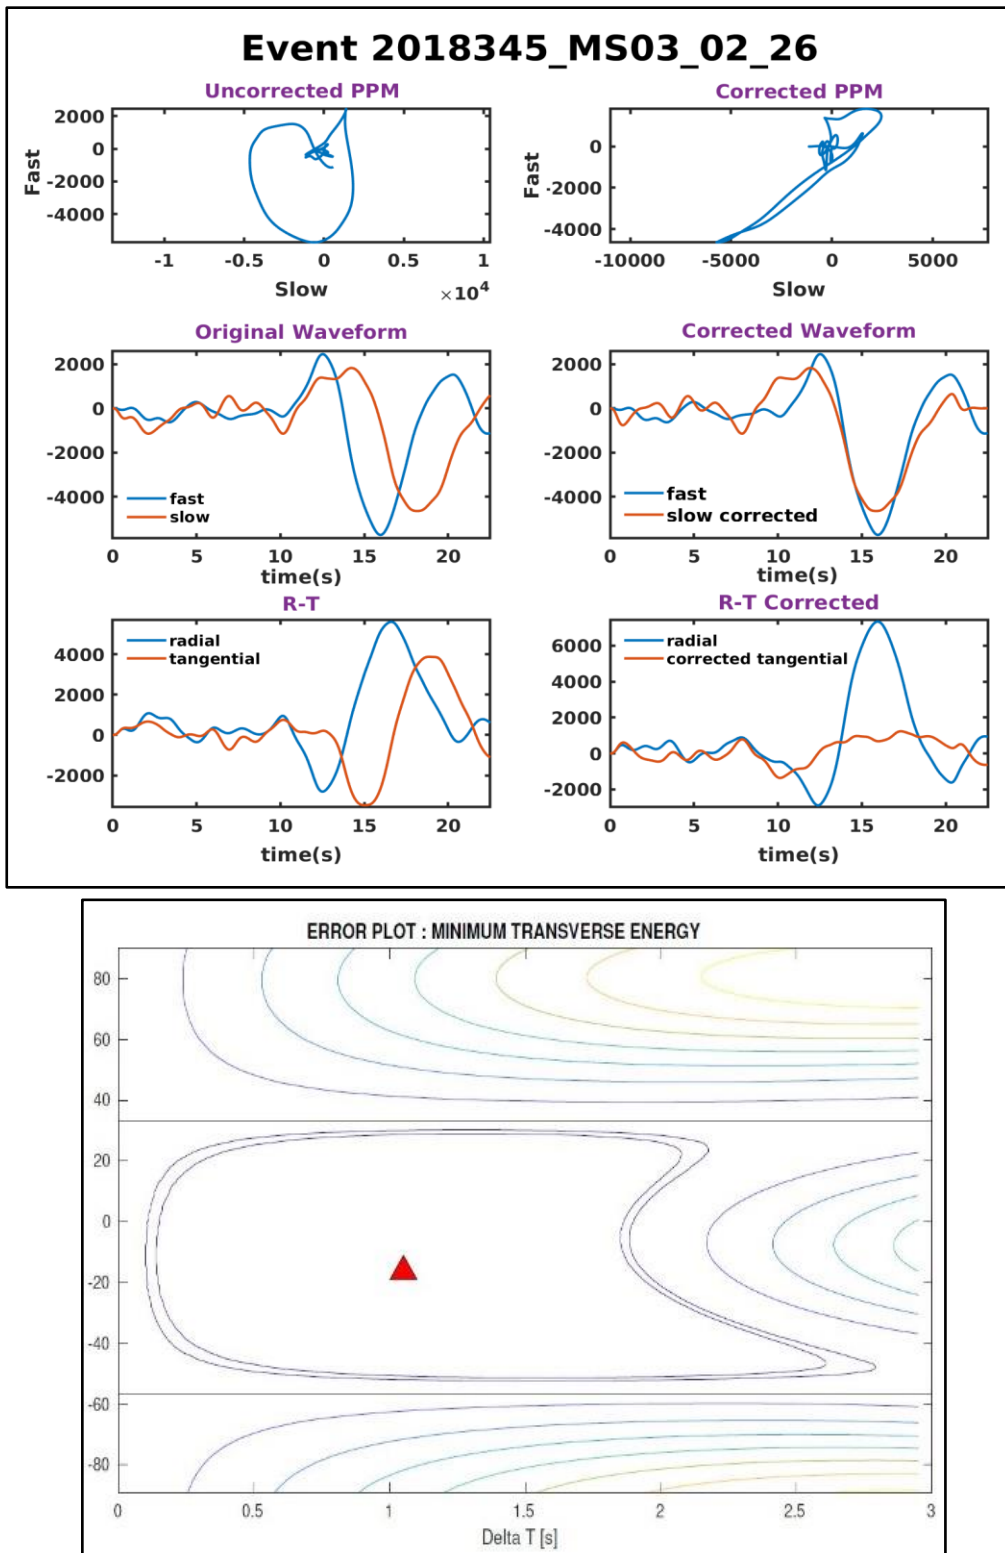 Event 2018345_MS03_02_26
Uncorrected PPM
Corrected PPM
2000
0
-2000
-4000
Fast
-1
-0.5
0
0.5
1
Slow
×10^4
0
-2000
-4000
Fast
-10000
-5000
0
5000
Slow
Original Waveform
Corrected Waveform
2000
0
-2000
-4000
fast
slow
0
5
10
15
20
time(s)
2000
0
-2000
-4000
fast
slow corrected
0
5
10
15
20
time(s)
R-T
R-T Corrected
radial
tangential
4000
2000
0
-2000
0
5
10
15
20
time(s)
radial
corrected tangential
6000
4000
2000
0
-2000
0
5
10
15
20
time(s)
ERROR PLOT : MINIMUM TRANSVERSE ENERGY
80
60
40
20
0
-20
-40
-60
-80
0
0.5
1
1.5
2
2.5
3
Delta T [s]